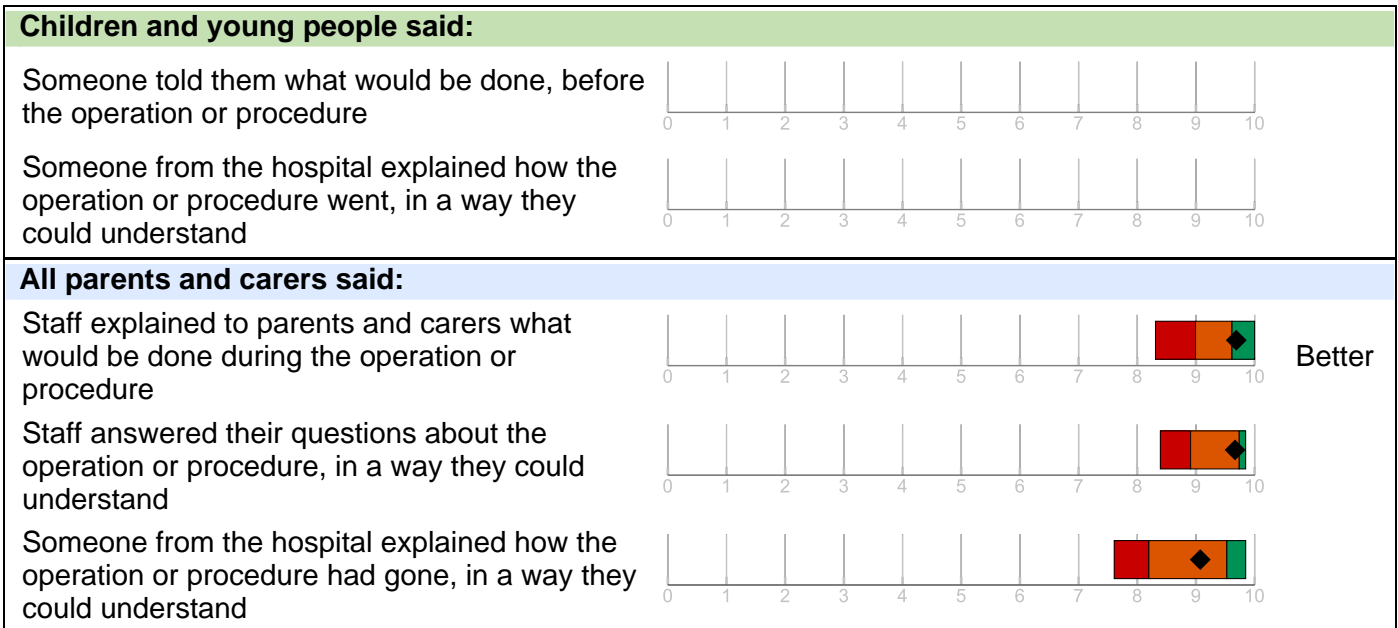 Children and young people said:
Someone told them what would be done, before
the operation or procedure
0 1 2 3 4 5 6 7 8 9 10
Someone from the hospital explained how the
operation or procedure went, in a way they
could understand
0 1 2 3 4 5 6 7 8 9 10
All parents and carers said:
Staff explained to parents and carers what
would be done during the operation or
procedure
0 1 2 3 4 5 6 7 8 9 10
Better
Staff answered their questions about the
operation or procedure, in a way they could
understand
0 1 2 3 4 5 6 7 8 9 10
Someone from the hospital explained how the
operation or procedure had gone, in a way they
could understand
0 1 2 3 4 5 6 7 8 9 10